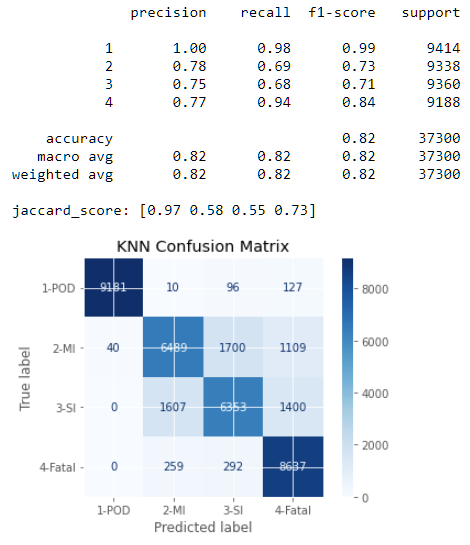 precision recall f1-score support
1 1.00 0.98 0.99 9414
2 0.78 0.69 0.73 9338
3 0.75 0.68 0.71 9360
4 0.77 0.94 0.84 9188
accuracy 0.82 37300
macro avg 0.82 0.82 0.82 37300
weighted avg 0.82 0.82 0.82 37300
jaccard_score: [0.97 0.58 0.55 0.73]
KNN Confusion Matrix
1-POD 9181 10 96 127
2-MI 40 6489 1700 1109
3-SI 0 1607 6353 1400
4-Fatal 0 259 292 8637
1-POD 2-MI 3-SI 4-Fatal
Predicted label
True label
8000
6000
4000
2000
0